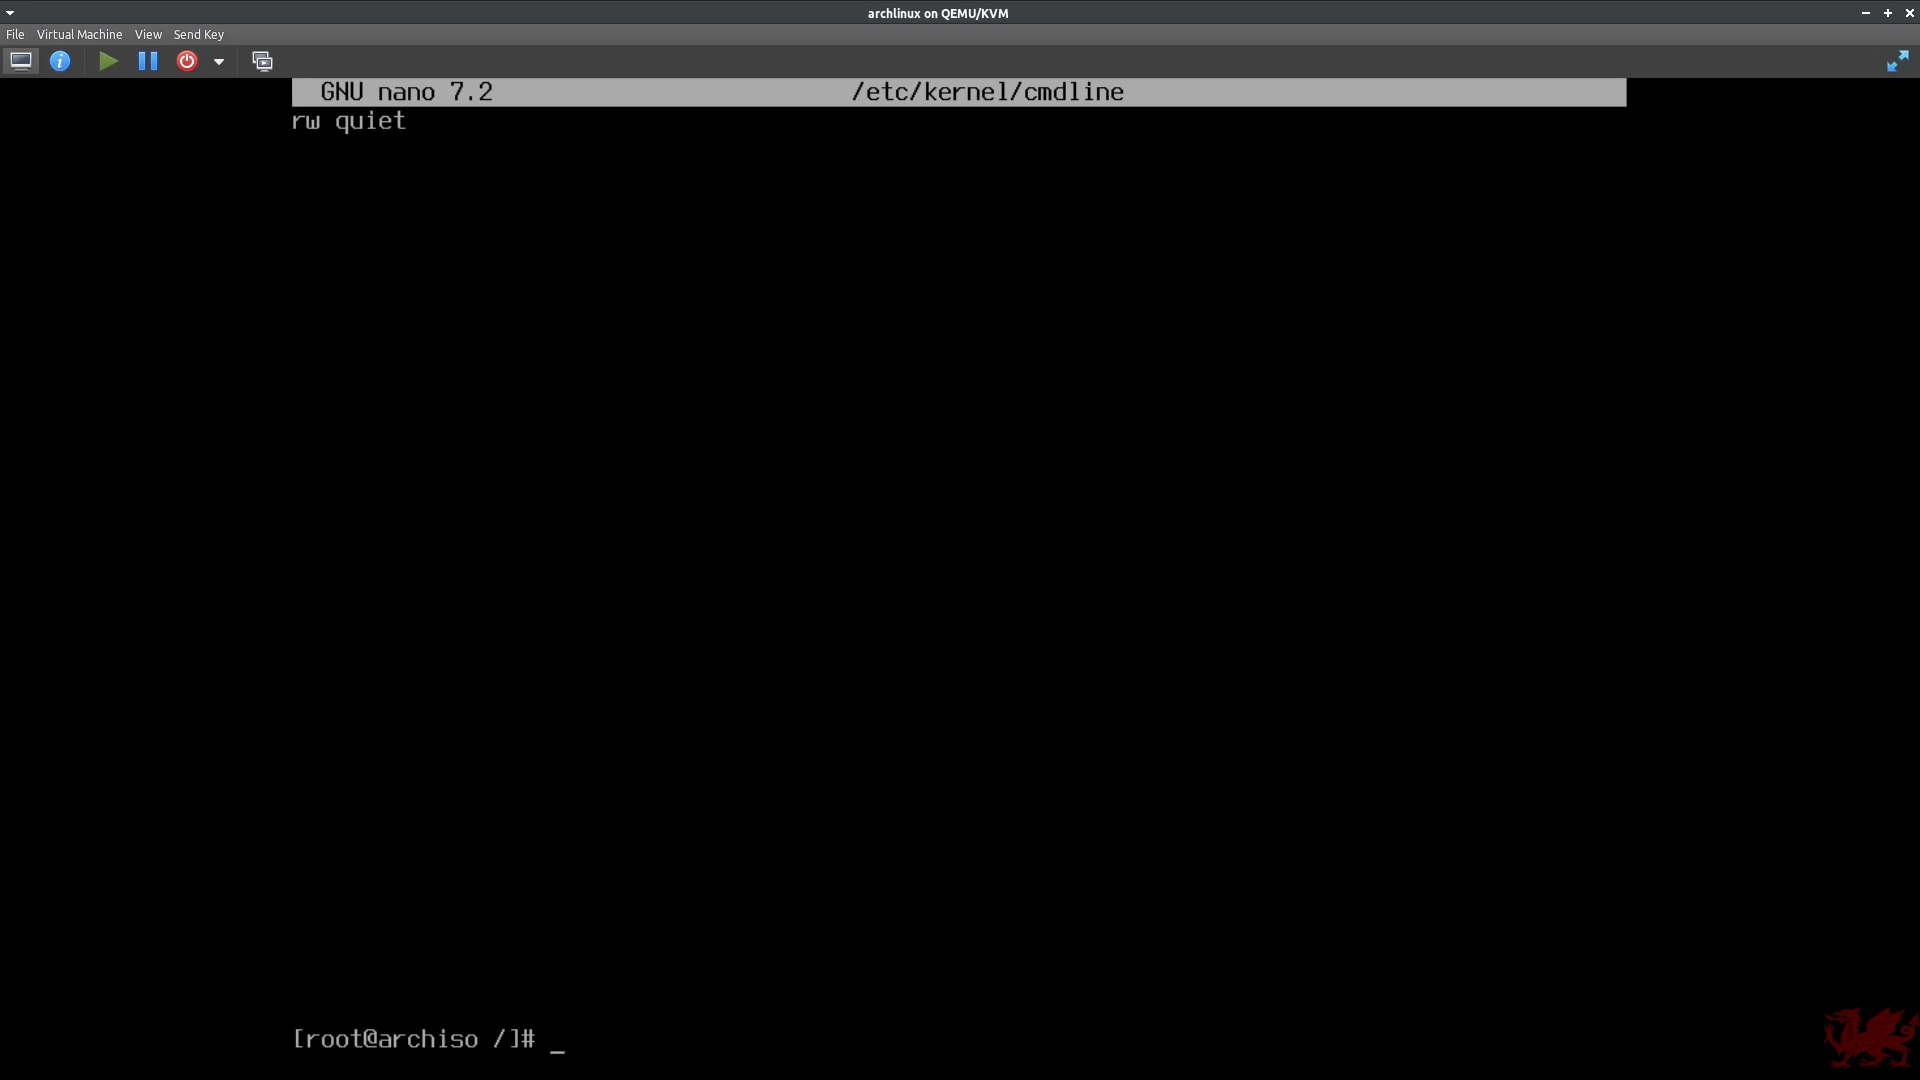 archlinux on QEMU/KVM
File Virtual Machine View Send Key
GNU nano 7.2 /etc/kernel/cmdline
rw quiet
[root@archiso /]# _